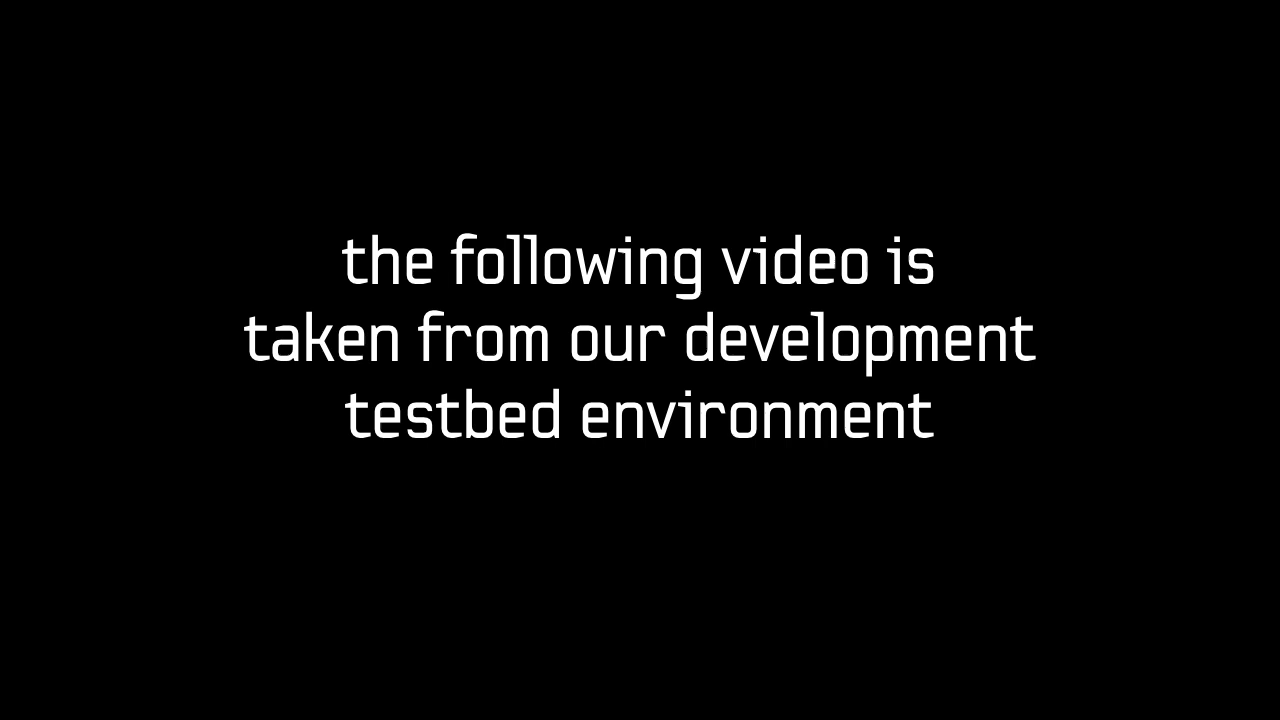 the following video is
taken from our development
testbed environment